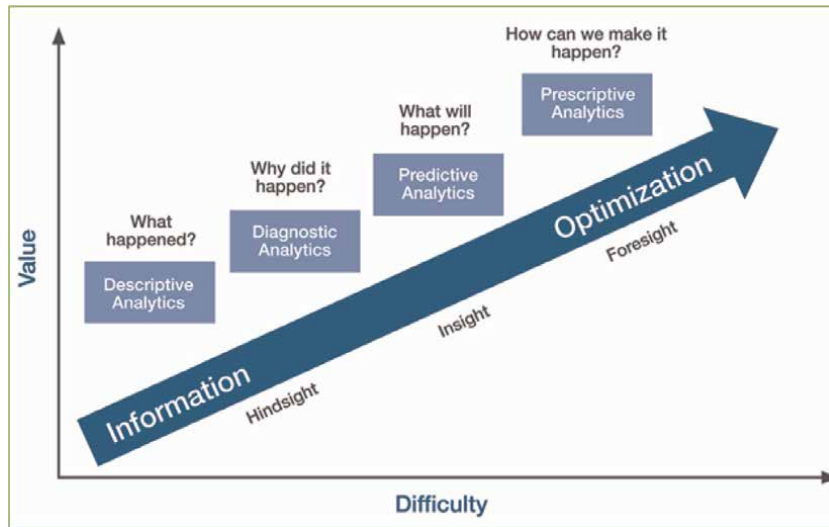 How can we make it
happen?
Prescriptive
Analytics
What will
happen?
Predictive
Analytics
Why did it
happen?
Diagnostic
Analytics
What
happened?
Descriptive
Analytics
Value
Information
Optimization
Hindsight
Insight
Foresight
Difficulty